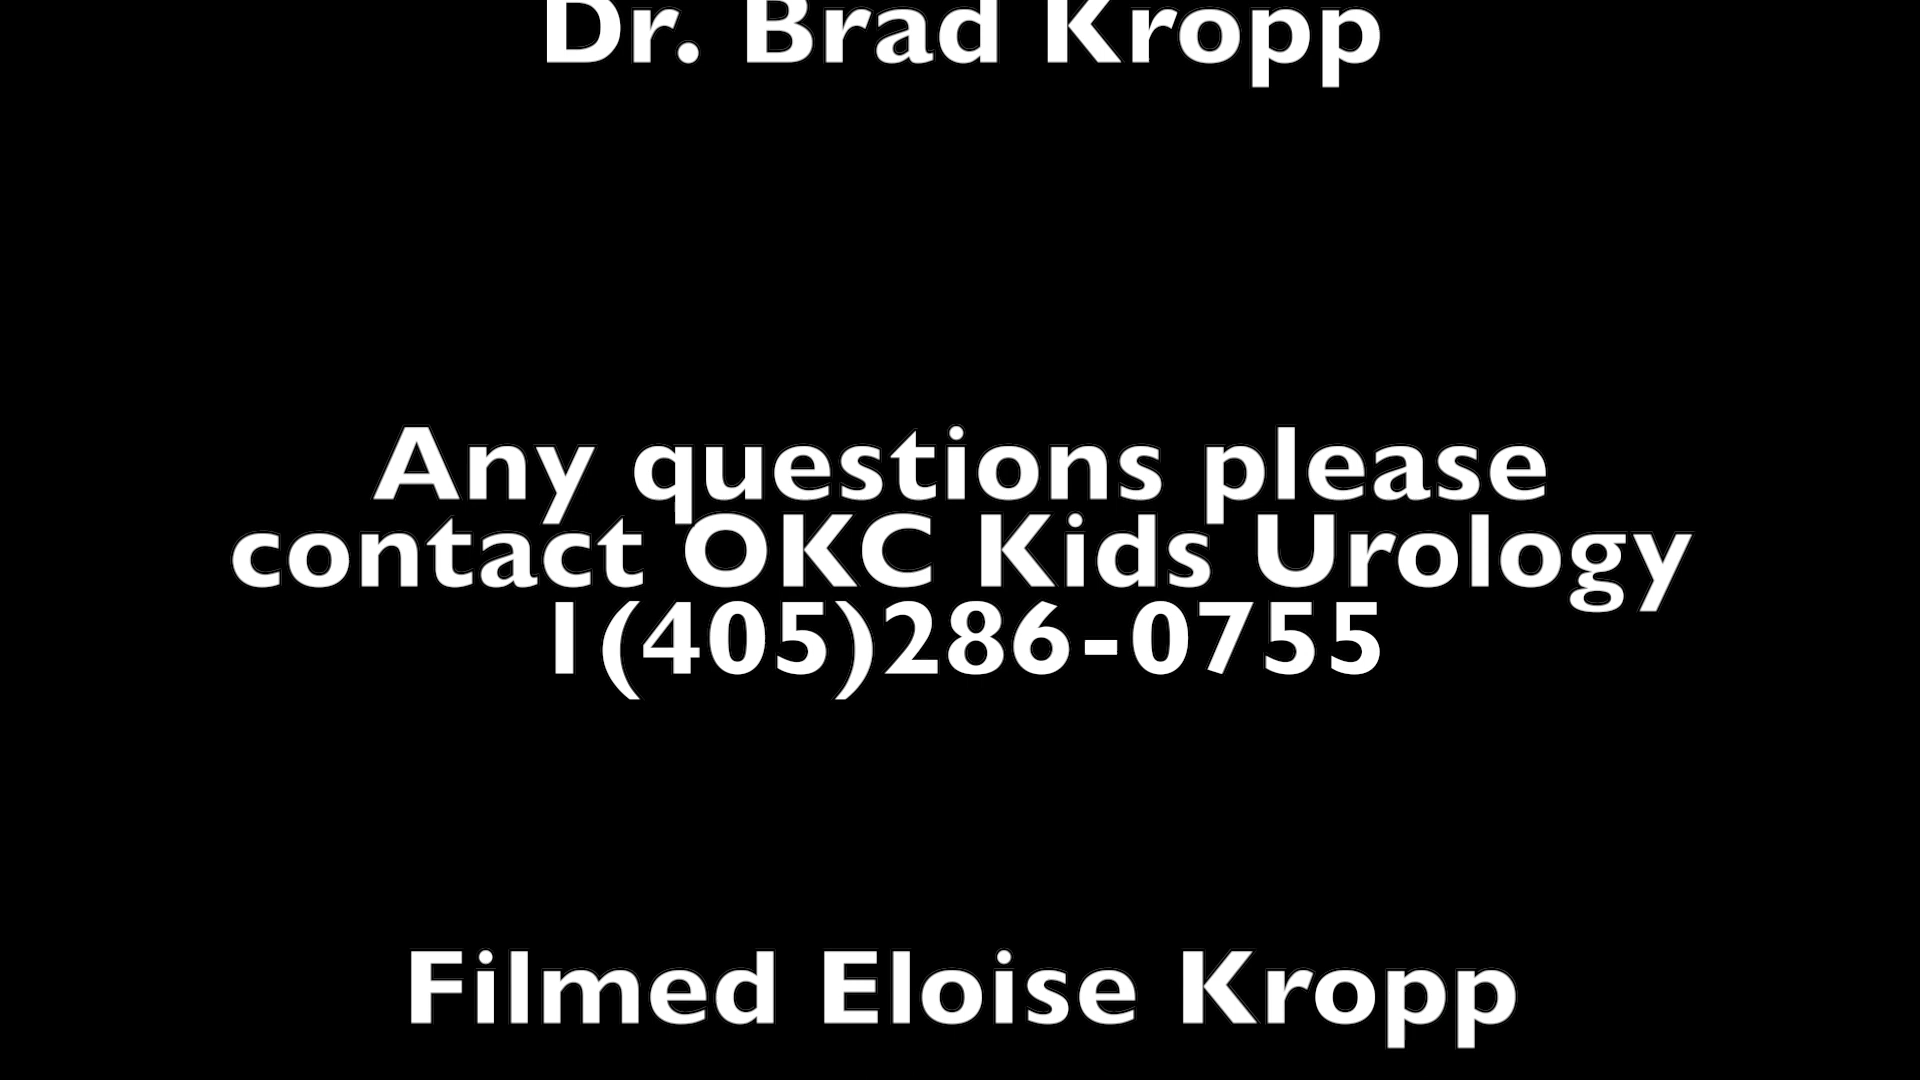 Dr. Brad Kropp
Any questions please
contact OKC Kids Urology
1(405)286-0755
Filmed Eloise Kropp